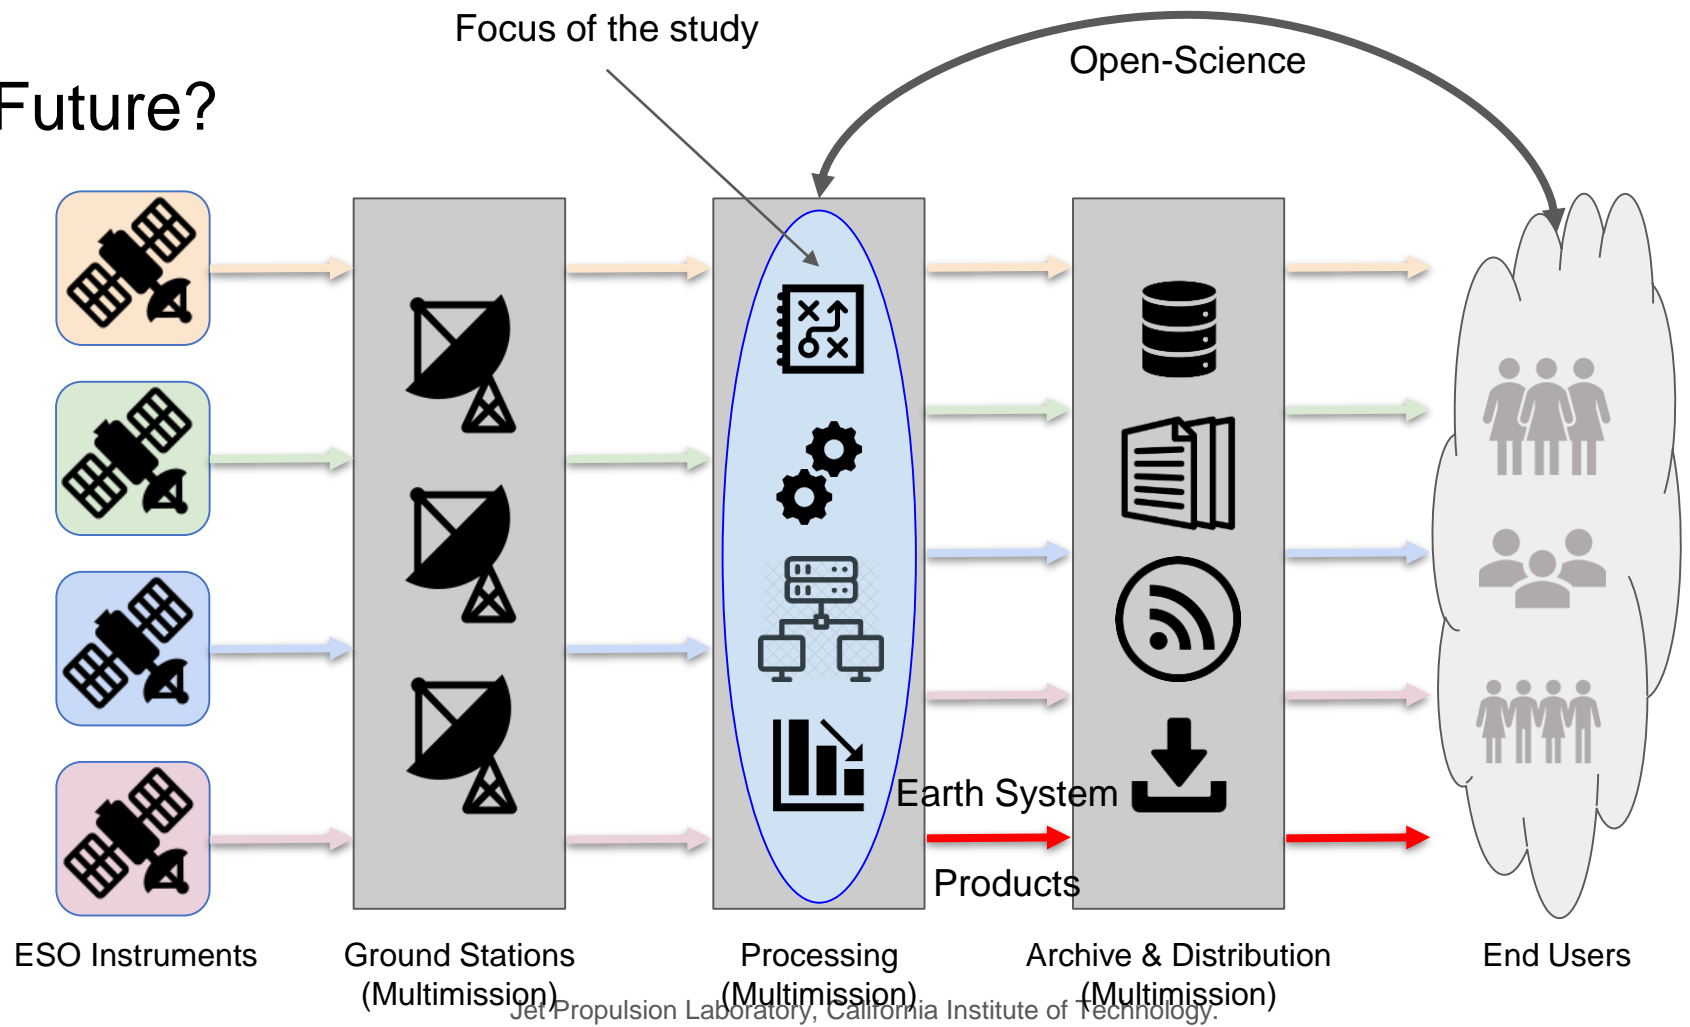 Focus of the study
Open-Science
Future?
Earth System
Products
ESO Instruments
Ground Stations
(Multimission)
Processing
(Multimission)
Archive & Distribution
(Multimission)
End Users
Jet Propulsion Laboratory, California Institute of Technology.